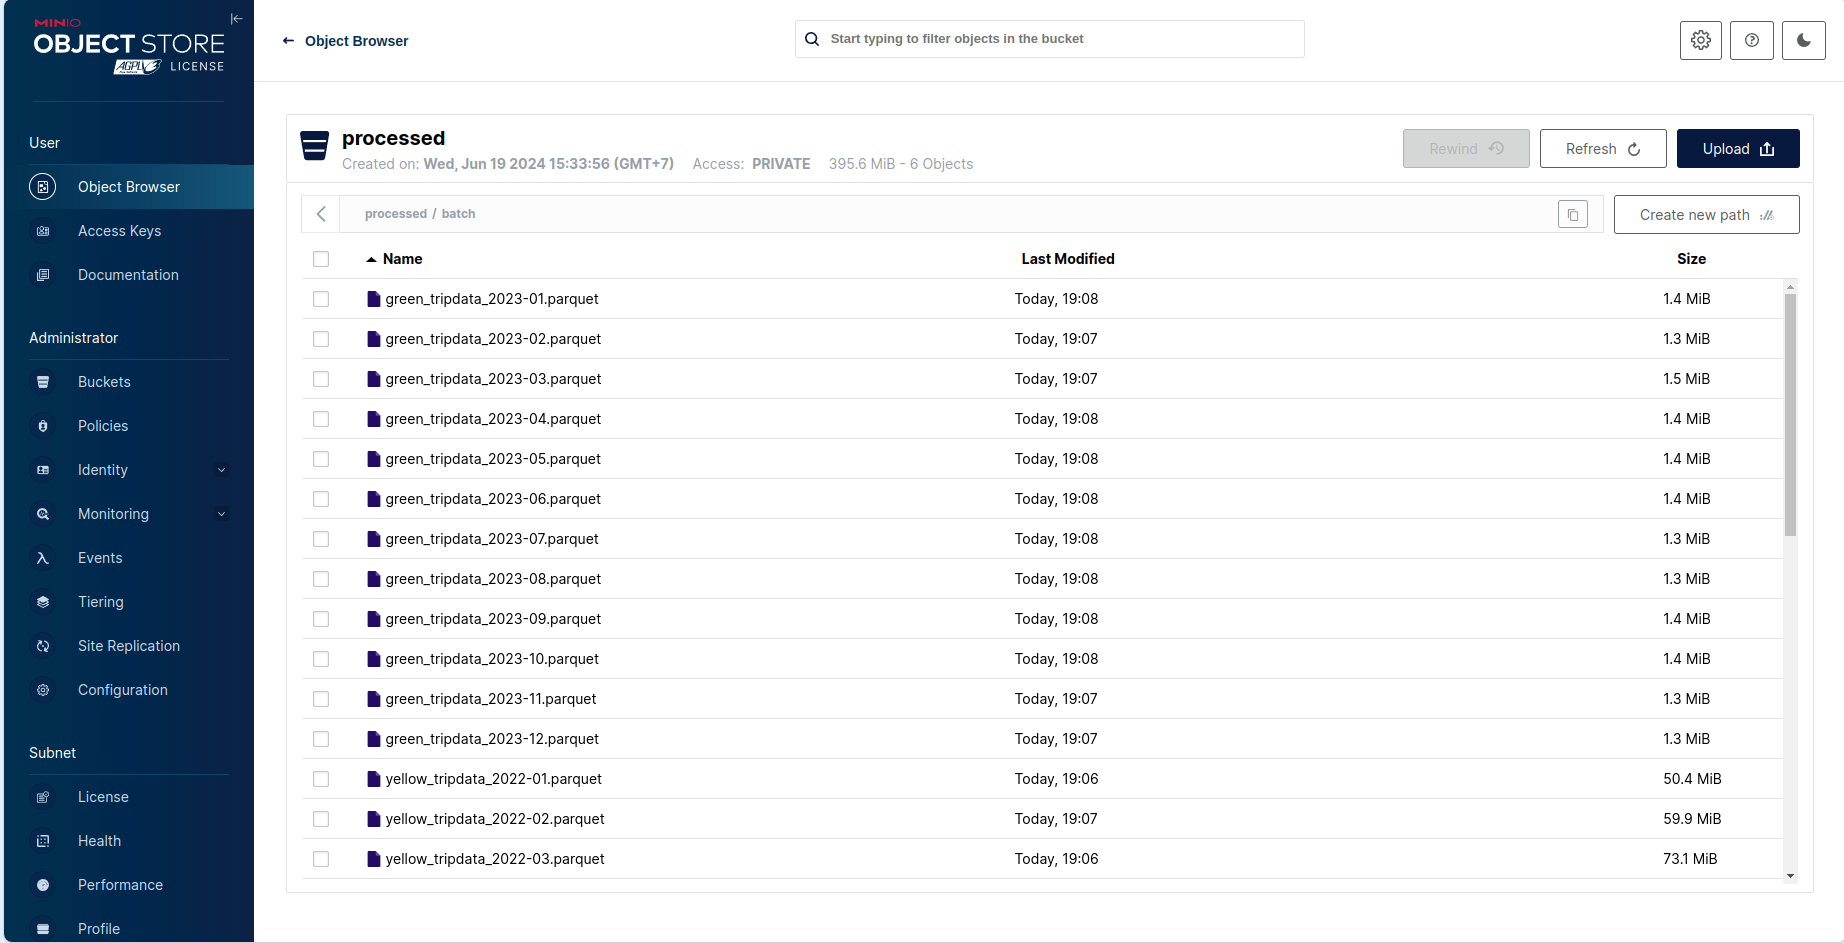 MINIO
OBJECT STORE
AGPL LICENSE
User
Object Browser
Access Keys
Documentation
Administrator
Buckets
Policies
Identity
Monitoring
Events
Tiering
Site Replication
Configuration
Subnet
License
Health
Performance
Profile
Object Browser
Start typing to filter objects in the bucket
processed
Created on: Wed, Jun 19 2024 15:33:56 (GMT+7) Access: PRIVATE 395.6 MiB - 6 Objects
Rewind
Refresh
Upload
processed / batch
Create new path
Name Last Modified Size
green_tripdata_2023-01.parquet Today, 19:08 1.4 MiB
green_tripdata_2023-02.parquet Today, 19:07 1.3 MiB
green_tripdata_2023-03.parquet Today, 19:07 1.5 MiB
green_tripdata_2023-04.parquet Today, 19:08 1.4 MiB
green_tripdata_2023-05.parquet Today, 19:08 1.4 MiB
green_tripdata_2023-06.parquet Today, 19:08 1.4 MiB
green_tripdata_2023-07.parquet Today, 19:08 1.3 MiB
green_tripdata_2023-08.parquet Today, 19:08 1.3 MiB
green_tripdata_2023-09.parquet Today, 19:08 1.4 MiB
green_tripdata_2023-10.parquet Today, 19:08 1.4 MiB
green_tripdata_2023-11.parquet Today, 19:07 1.3 MiB
green_tripdata_2023-12.parquet Today, 19:07 1.3 MiB
yellow_tripdata_2022-01.parquet Today, 19:06 50.4 MiB
yellow_tripdata_2022-02.parquet Today, 19:07 59.9 MiB
yellow_tripdata_2022-03.parquet Today, 19:06 73.1 MiB